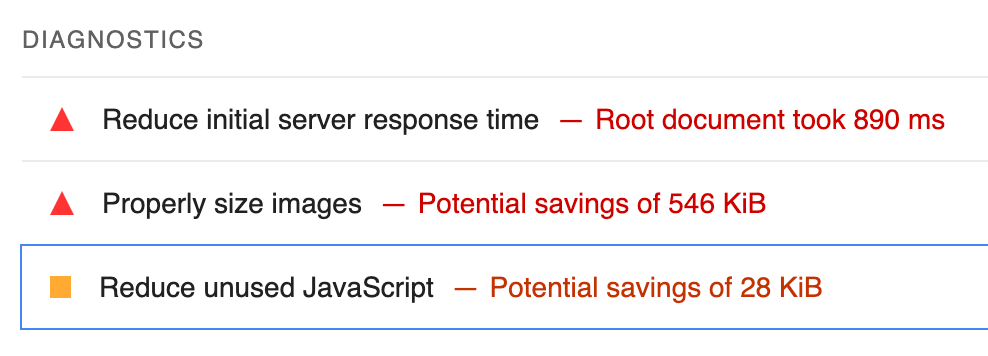 DIAGNOSTICS
Reduce initial server response time — Root document took 890 ms
Properly size images — Potential savings of 546 KiB
Reduce unused JavaScript — Potential savings of 28 KiB